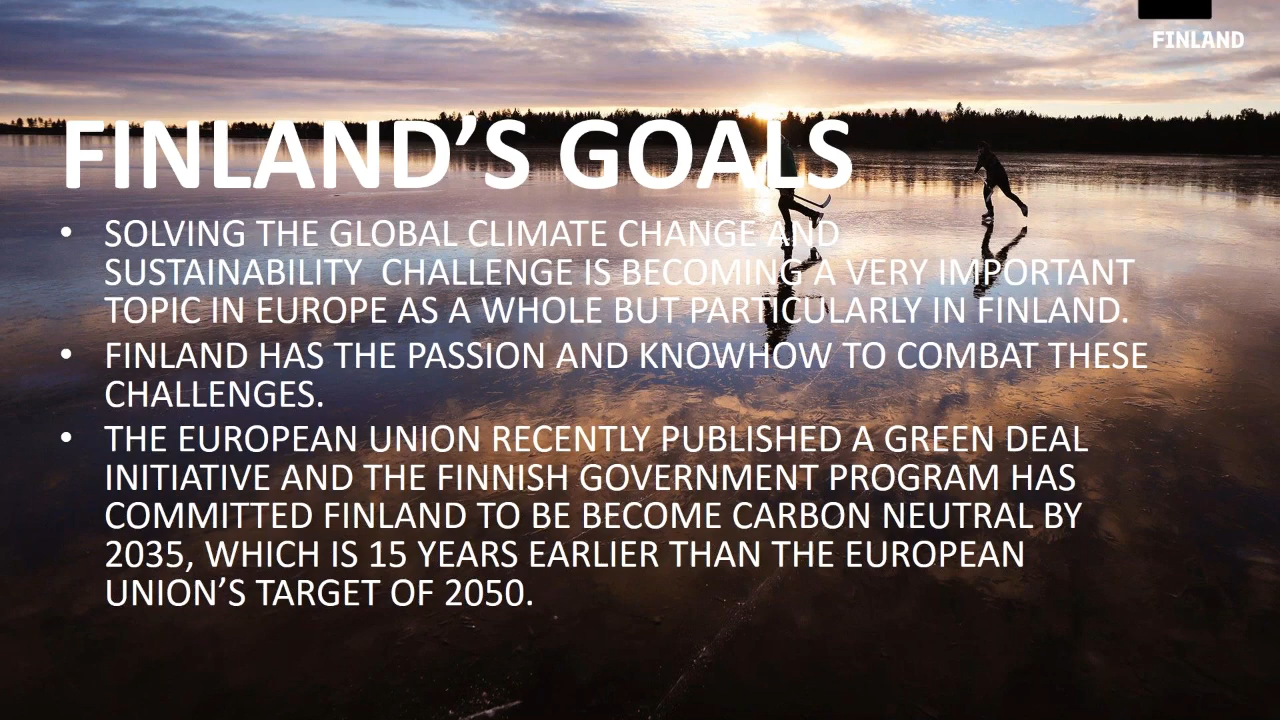 FINLAND
FINLAND’S GOALS
• SOLVING THE GLOBAL CLIMATE CHANGE AND
SUSTAINABILITY  CHALLENGE IS BECOMING A VERY IMPORTANT
TOPIC IN EUROPE AS A WHOLE BUT PARTICULARLY IN FINLAND.
• FINLAND HAS THE PASSION AND KNOWHOW TO COMBAT THESE
CHALLENGES.
• THE EUROPEAN UNION RECENTLY PUBLISHED A GREEN DEAL
INITIATIVE AND THE FINNISH GOVERNMENT PROGRAM HAS
COMMITTED FINLAND TO BE BECOME CARBON NEUTRAL BY
2035, WHICH IS 15 YEARS EARLIER THAN THE EUROPEAN
UNION’S TARGET OF 2050.